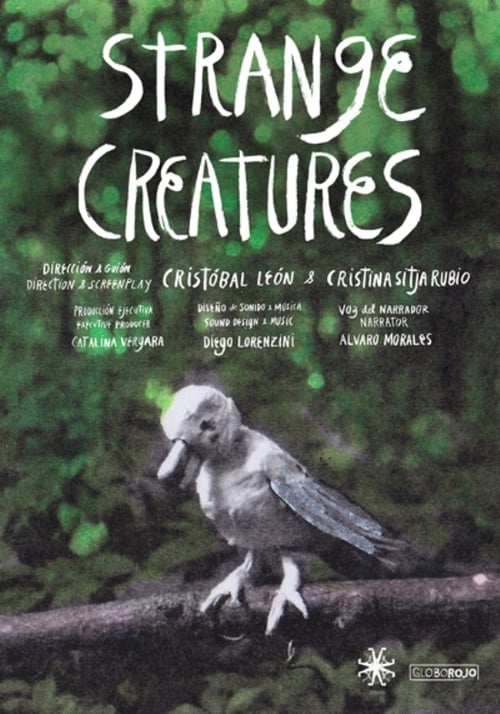 STRANGE
CREATURES
DIRECCIÓN & GUIÓN
DIRECTION & SCREENPLAY
CRISTÓBAL LEÓN & CRISTINA SITJA RUBIO
PRODUCCIÓN EJECUTIVA
EXECUTIVE PRODUCER
CATALINA VERGARA
DISEÑO de SONIDO & MÚSICA
SOUND DESIGN & MUSIC
DIEGO LORENZINI
VOZ del NARRADOR
NARRATOR
ALVARO MORALES
GLOBOROJO